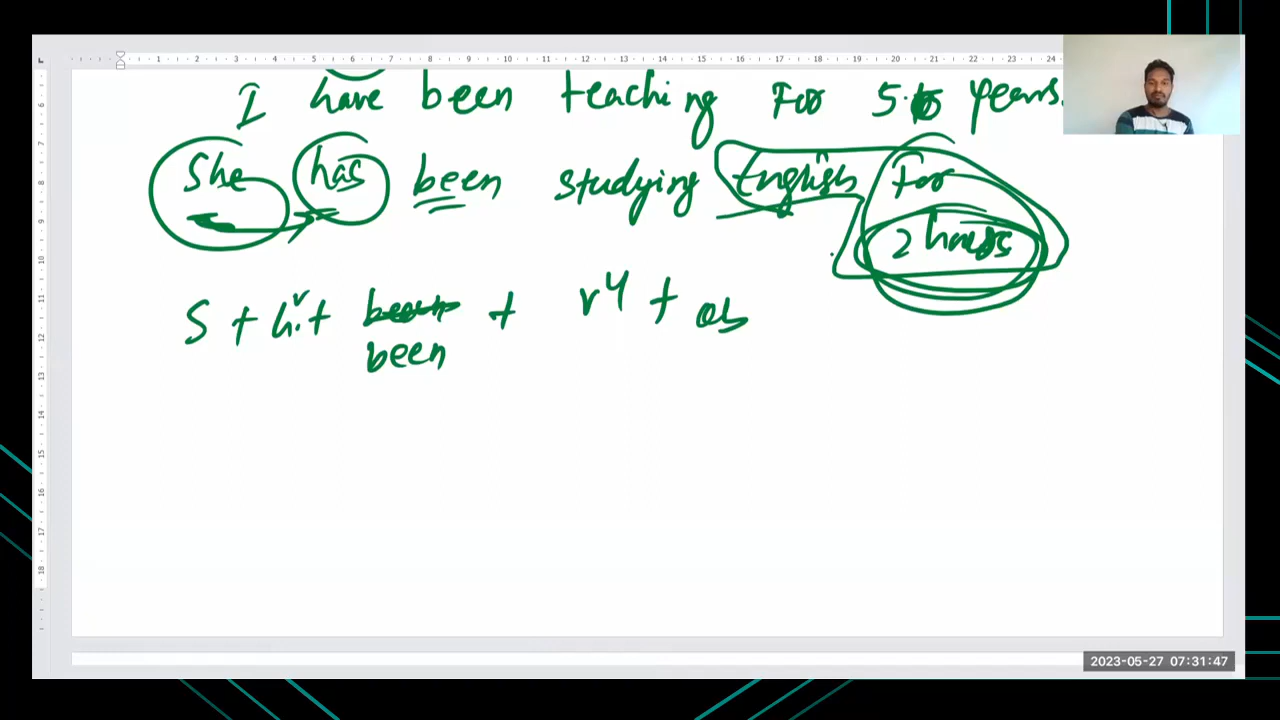 I have been teaching For 5 years.
She has been studying English For
2 hours
S + h.v + been + v4 + ob
been
2023-05-27 07:31:47